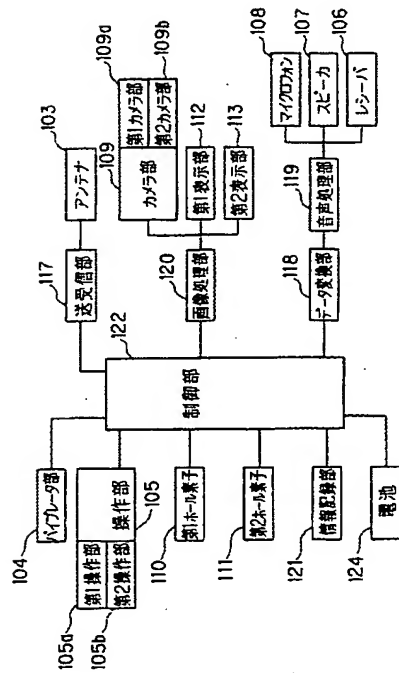 104
バイブレータ部
105a
第1操作部
第2操作部
105b
操作部
105
110
第1ホール素子
111
第2ホール素子
121
情報記録部
124
電池
122
制御部
117
送受信部
103
アンテナ
120
画像処理部
109
カメラ部
109a
第1カメラ部
109b
第2カメラ部
112
第1表示部
113
第2表示部
118
データ変換部
119
音声処理部
108
マイクロフォン
107
スピーカ
106
レシーバ